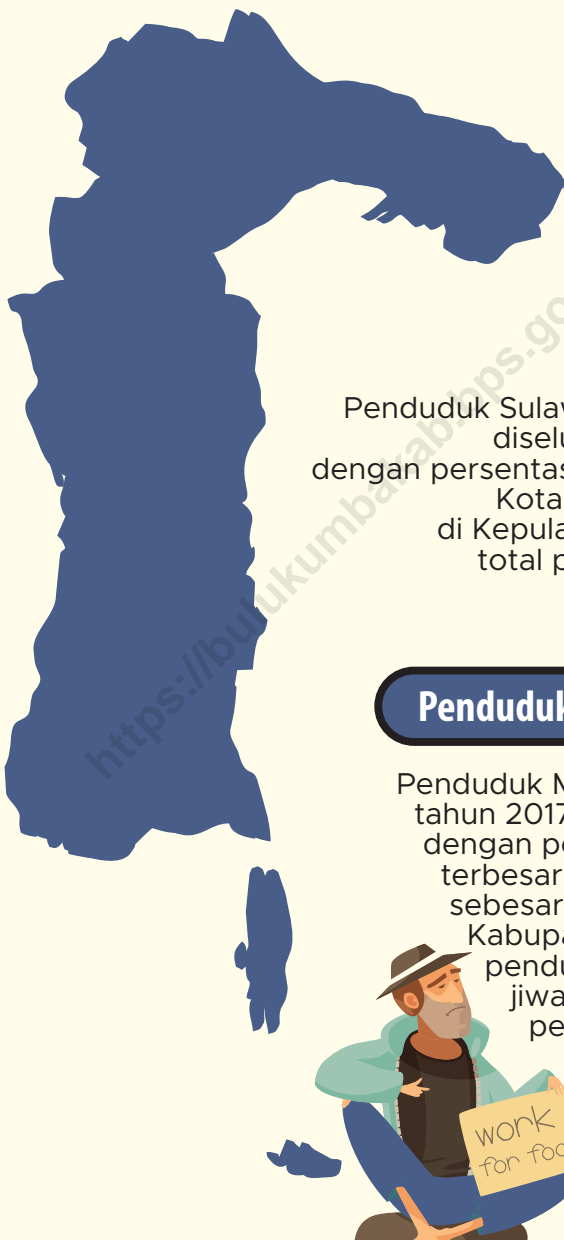 Penduduk Sulaw
diselu
dengan persentas
Kota
di Kepula
total p
Penduduk
Penduduk M
tahun 2017
dengan pe
terbesar
sebesar
Kabupa
pendu
jiwa
pe
work
for foo
https://bulukumbakab.bps.go